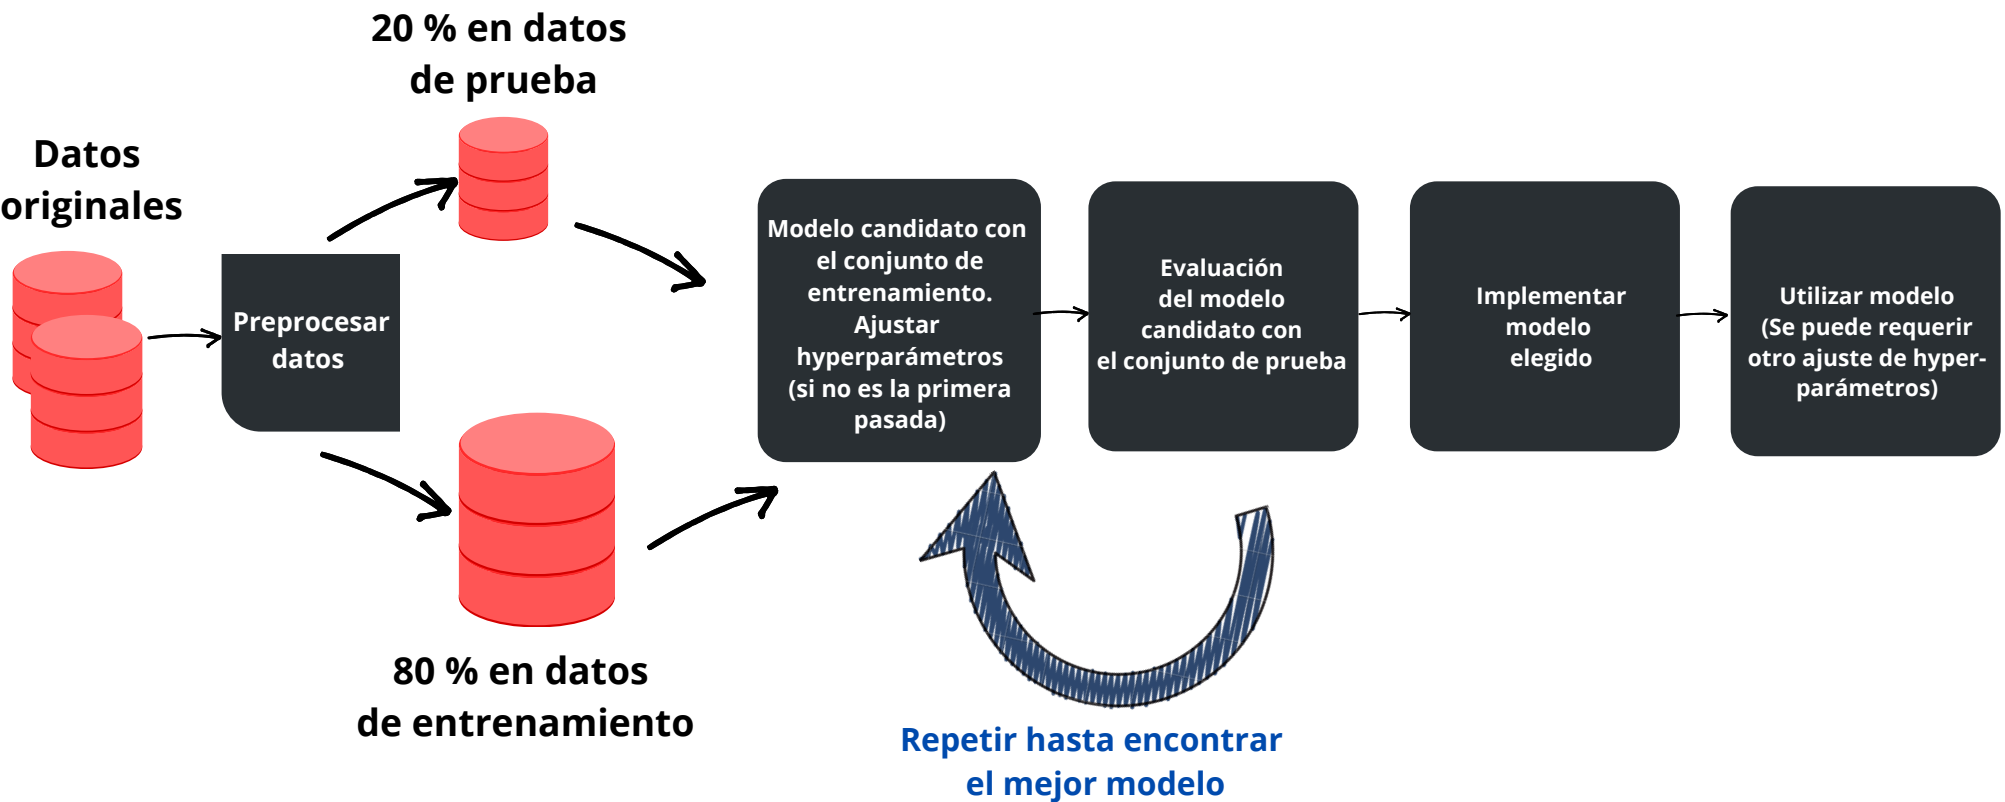 20 % en datos
de prueba
Datos
originales
Preprocesar
datos
80 % en datos
de entrenamiento
Modelo candidato con
el conjunto de
entrenamiento.
Ajustar
hyperparámetros
(si no es la primera
pasada)
Evaluación
del modelo
candidato con
el conjunto de prueba
Implementar
modelo
elegido
Utilizar modelo
(Se puede requerir
otro ajuste de hyper-
parámetros)
Repetir hasta encontrar
el mejor modelo